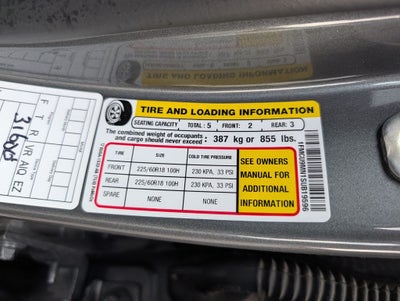 TIRE AND LOADING INFORMATION
SEATING CAPACITY TOTAL: 5 FRONT: 2 REAR: 3
The combined weight of occupants
and cargo should never exceed: 387 kg or 855 lbs.
TIRE SIZE COLD TIRE PRESSURE
FRONT 225/60R18 100H 230 KPA, 33 PSI
REAR 225/60R18 100H 230 KPA, 33 PSI
SPARE NONE NONE
SEE OWNERS
MANUAL FOR
ADDITIONAL
INFORMATION
F
R VR AIO EZ